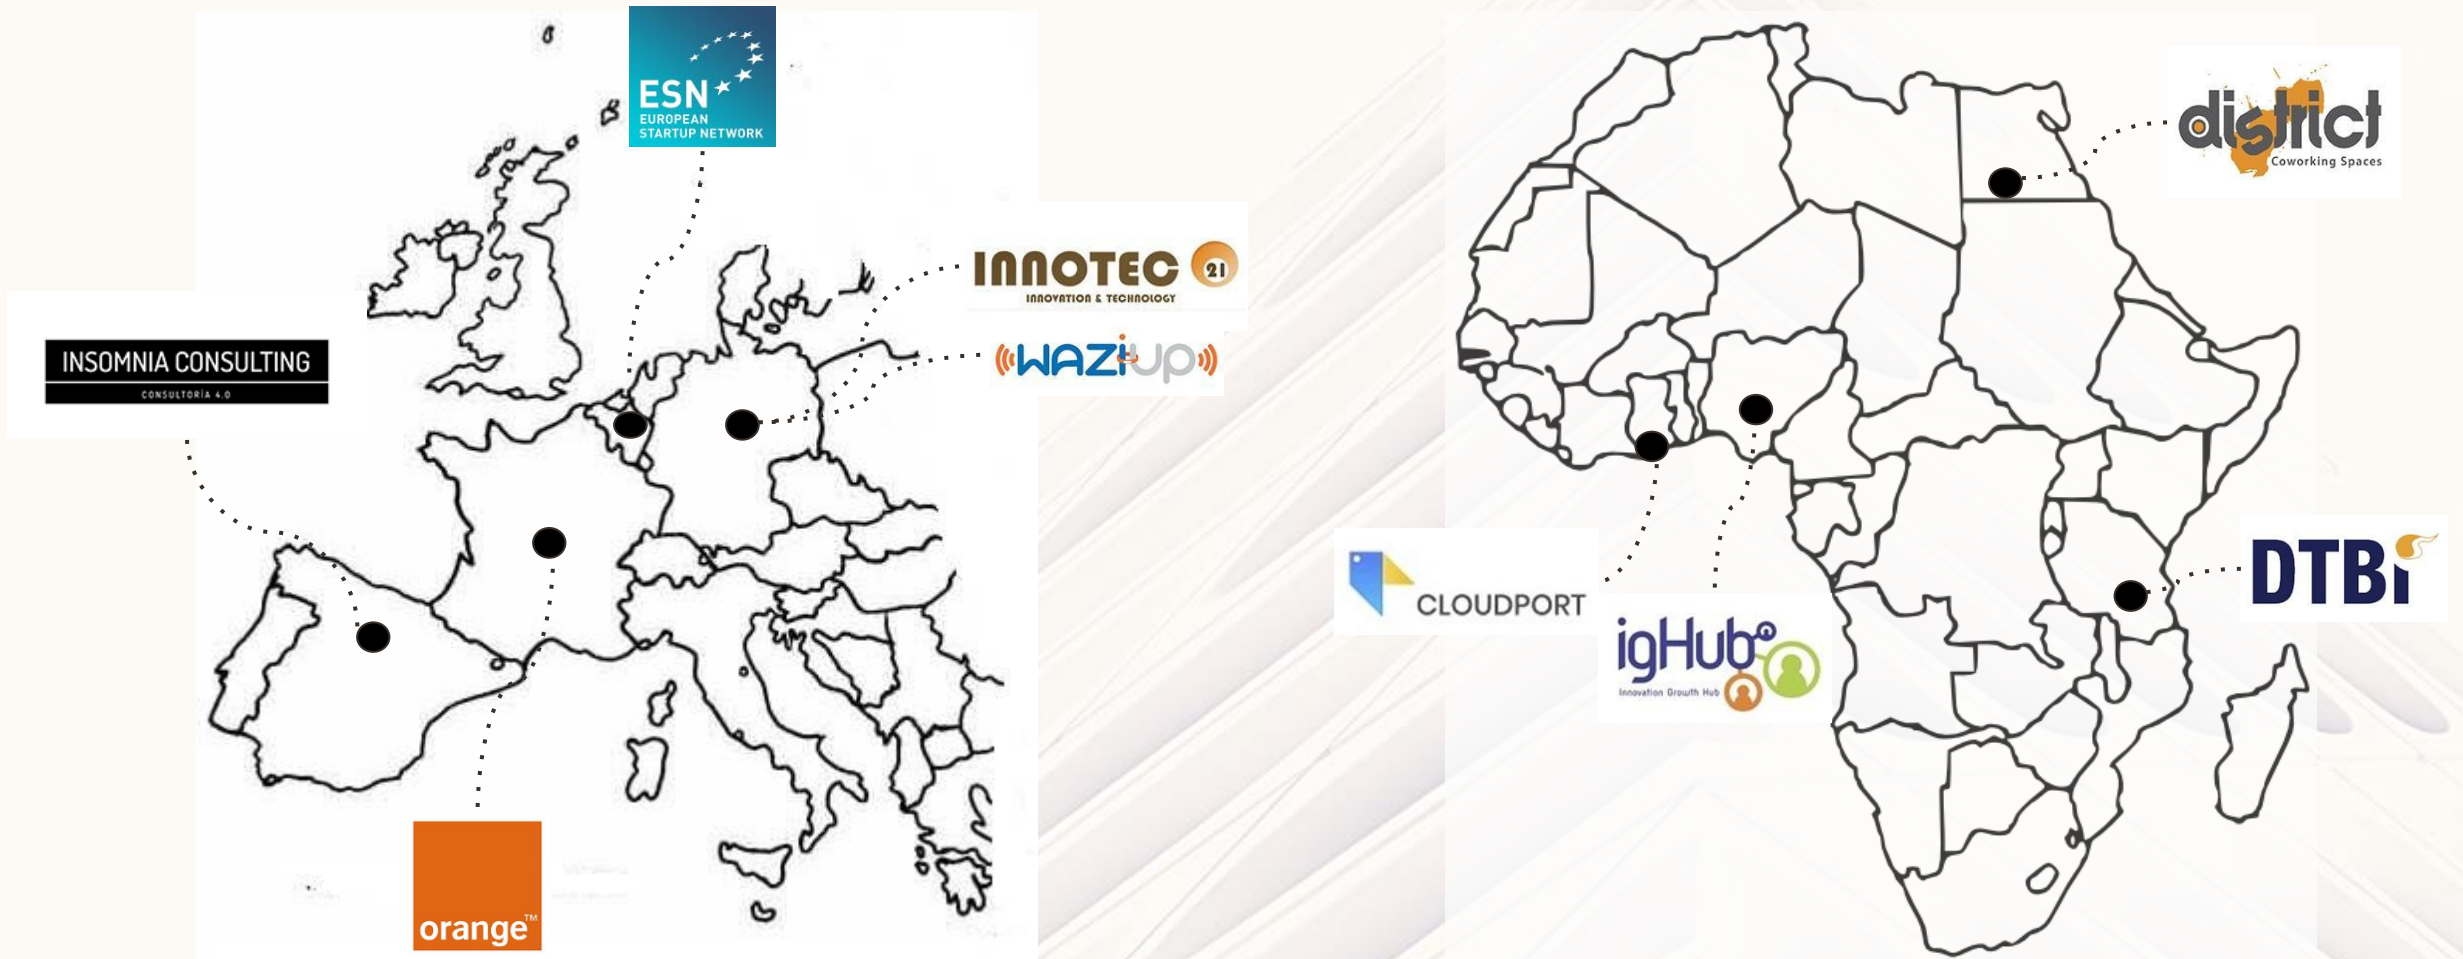 ESN
EUROPEAN
STARTUP NETWORK
INNOTEC 21
INNOVATION & TECHNOLOGY
WAZIUP
INSOMNIA CONSULTING
CONSULTORÍA 4.0
orange™
district
Coworking Spaces
CLOUDPORT
igHub
Innovation Growth Hub
DTBi